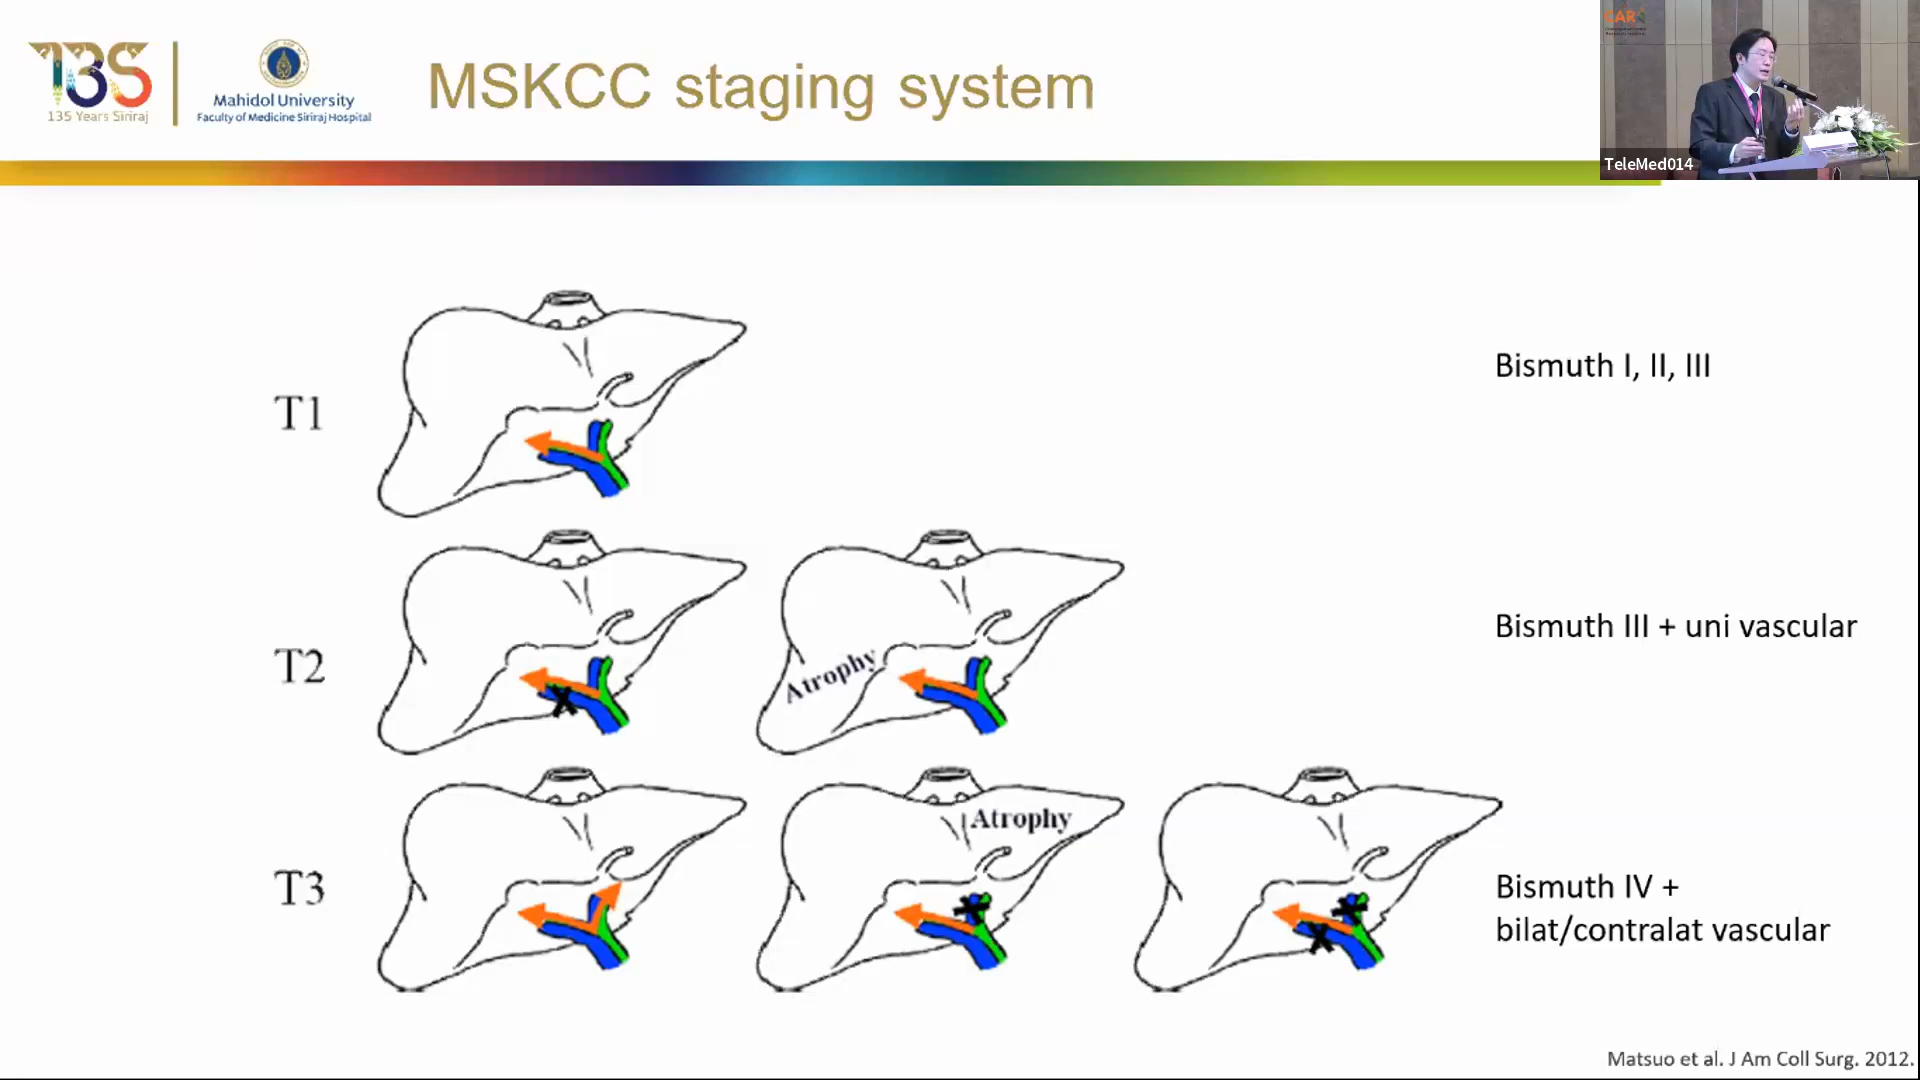 135
135 Years Siriraj
Mahidol University
Faculty of Medicine Siriraj Hospital
MSKCC staging system
TeleMed014
T1
Bismuth I, II, III
T2
Atrophy
Bismuth III + uni vascular
T3
Atrophy
Bismuth IV +
bilat/contralat vascular
Matsuo et al. J Am Coll Surg. 2012.